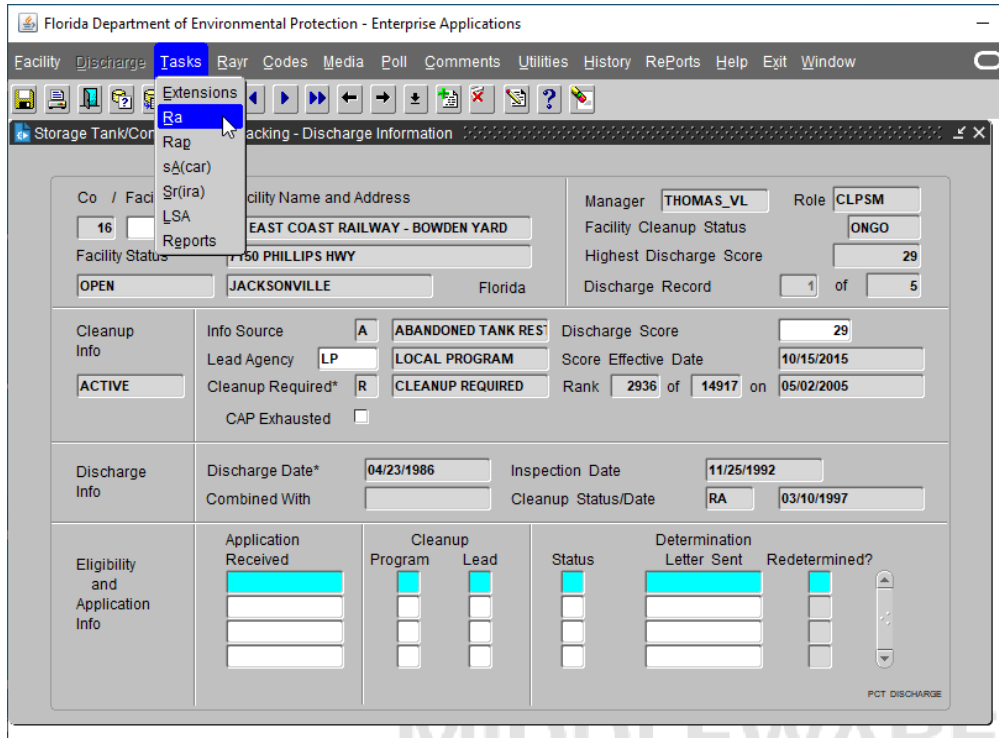 Florida Department of Environmental Protection - Enterprise Applications
Facility Discharge Tasks Rayr Codes Media Poll Comments Utilities History RePorts Help Exit Window
Extensions
Ra
Rap
sA(car)
Sr(ira)
LSA
Reports
Storage Tank/Con acking - Discharge Information
Co / Faci cility Name and Address Manager THOMAS_VL Role CLPSM
16 EAST COAST RAILWAY - BOWDEN YARD Facility Cleanup Status ONGO
Facility Status 7150 PHILLIPS HWY Highest Discharge Score 29
OPEN JACKSONVILLE Florida Discharge Record 1 of 5
Cleanup Info Info Source A ABANDONED TANK REST Discharge Score 29
Lead Agency LP LOCAL PROGRAM Score Effective Date 10/15/2015
ACTIVE Cleanup Required* R CLEANUP REQUIRED Rank 2936 of 14917 on 05/02/2005
CAP Exhausted
Discharge Info Discharge Date* 04/23/1986 Inspection Date 11/25/1992
Combined With Cleanup Status/Date RA 03/10/1997
Eligibility and Application Info
Application Received Cleanup Program Lead Status Determination Letter Sent Redetermined?
PCT DISCHARGE